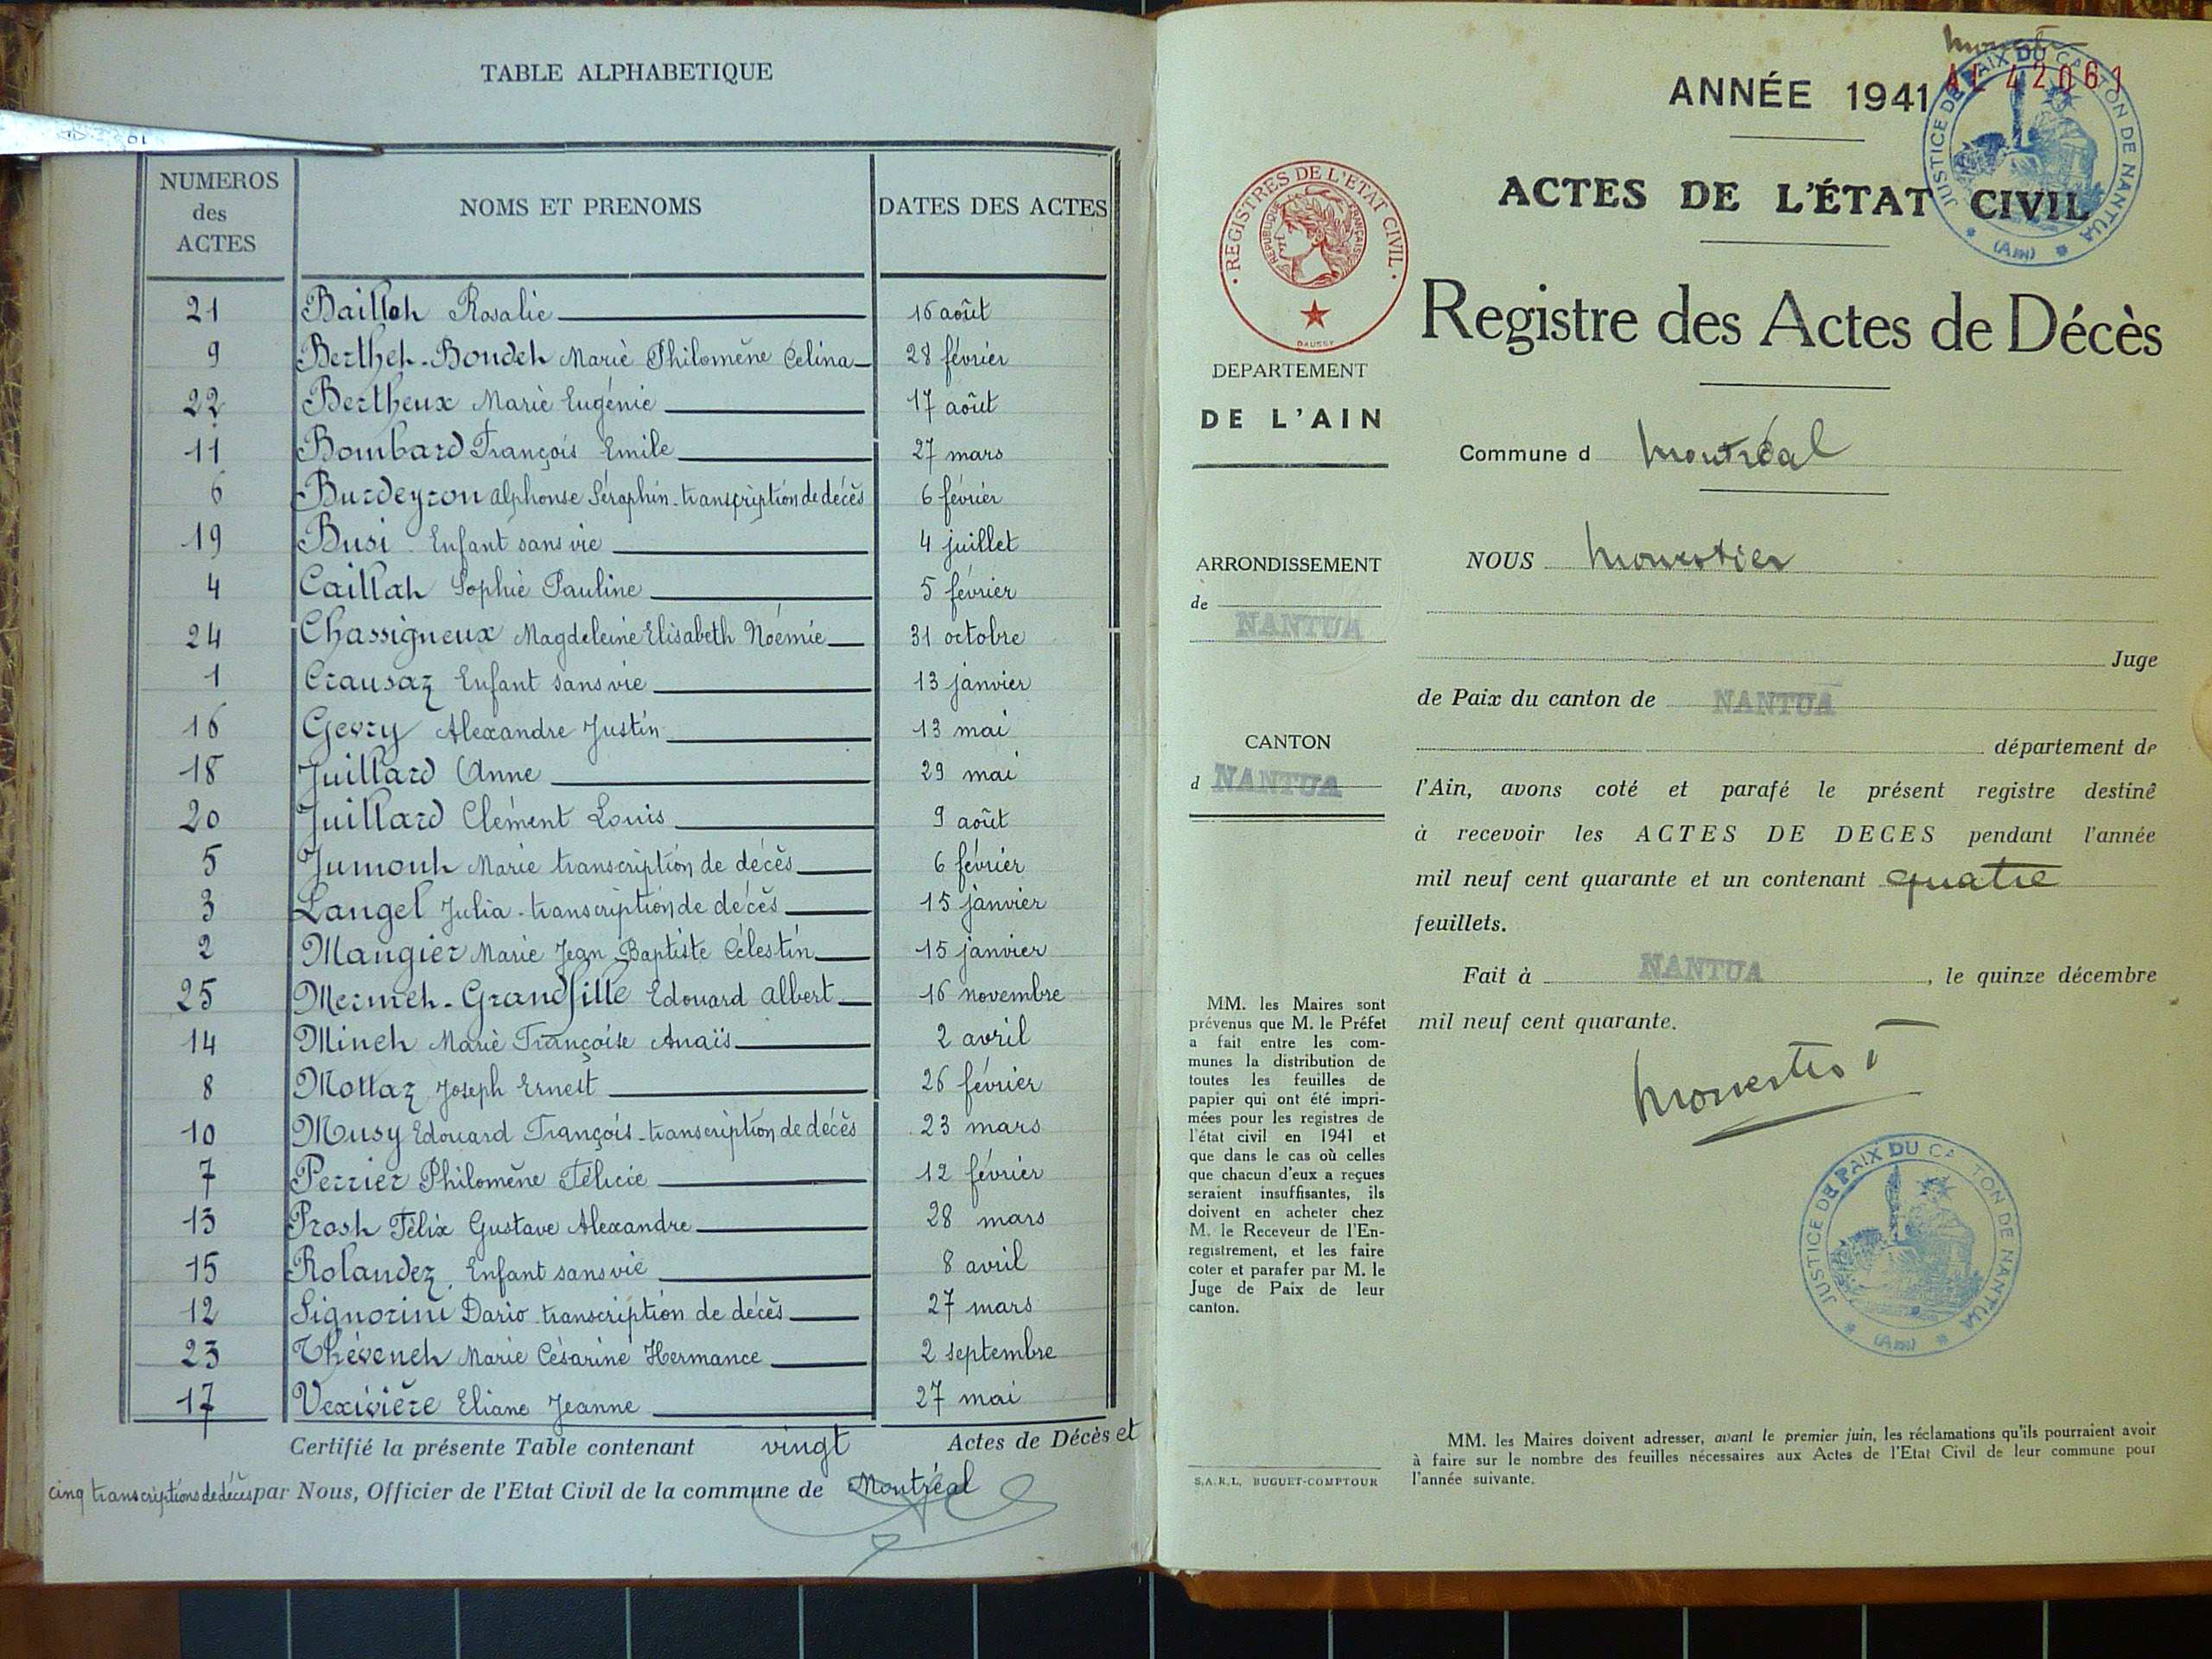 TABLE ALPHABETIQUE
NUMEROS des ACTES NOMS ET PRENOMS DATES DES ACTES
21 Baillet Rosalie 16 août
9 Berthet-Boudet Marie Philomène Célina 28 février
22 Bertheux Marie Eugénie 17 août
11 Bombard François Emile 27 mars
6 Burdeyron Alphonse Séraphin - transcription de décès 6 février
19 Busi Enfant sans vie 4 juillet
4 Caillat Sophie Pauline 5 février
24 Chassigneux Magdeleine Elisabeth Noémie 31 octobre
1 Crausaz Enfant sans vie 13 janvier
16 Gevry Alexandre Justin 13 mai
18 Juillard Anne 29 mai
20 Juillard Clément Louis 9 août
5 Jumont Marie transcription de décès 6 février
3 Langel Julia - transcription de décès 15 janvier
2 Mangier Marie Jean Baptiste Célestin 15 janvier
25 Mermet-Grandfille Edouard Albert 16 novembre
14 Minet Marie Françoise Anaïs 2 avril
8 Mottaz Joseph Ernest 26 février
10 Musy Edouard François - transcription de décès 23 mars
7 Perrier Philomène Félicie 12 février
13 Prost Félix Gustave Alexandre 28 mars
15 Rolandez Enfant sans vie 8 avril
12 Signorini Dario transcription de décès 27 mars
23 Thévenet Marie Césarine Hermance 2 septembre
17 Vexivière Eliane Jeanne 27 mai
Certifié la présente Table contenant vingt Actes de Décès et
cinq transcriptions de décès par Nous, Officier de l'Etat Civil de la commune de Montréal
ANNÉE 1941
42061
JUSTICE DE PAIX DU CANTON DE NANTUA
(Ain)
ACTES DE L'ÉTAT CIVIL
REGISTRES DE L'ETAT CIVIL
REPUBLIQUE FRANÇAISE
DAUSSY
Registre des Actes de Décès
DEPARTEMENT
DE L'AIN
Commune d Montréal
ARRONDISSEMENT
de
NANTUA
CANTON
d NANTUA
MM. les Maires sont
prévenus que M. le Préfet
a fait entre les com-
munes la distribution de
toutes les feuilles de
papier qui ont été impri-
mées pour les registres de
l'état civil en 1941 et
que dans le cas où celles
que chacun d'eux a reçues
seraient insuffisantes, ils
doivent en acheter chez
M. le Receveur de l'En-
registrement, et les faire
coter et parafer par M. le
Juge de Paix de leur
canton.
S.A.R.L. BUGUET-COMPTOUR
NOUS Monestier
Juge
de Paix du canton de NANTUA
département de
l'Ain, avons coté et parafé le présent registre destiné
à recevoir les ACTES DE DECES pendant l'année
mil neuf cent quarante et un contenant quatre
feuillets.
Fait à NANTUA, le quinze décembre
mil neuf cent quarante.
Monestier
JUSTICE DE PAIX DU CANTON DE NANTUA
(Ain)
MM. les Maires doivent adresser, avant le premier juin, les réclamations qu'ils pourraient avoir
à faire sur le nombre des feuilles nécessaires aux Actes de l'Etat Civil de leur commune pour
l'année suivante.